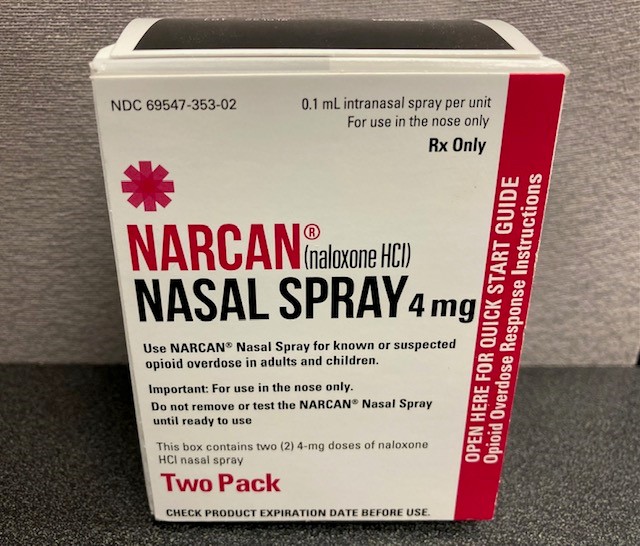 NDC 69547-353-02
0.1 mL intranasal spray per unit
For use in the nose only
Rx Only
NARCAN®
(naloxone HCl)
NASAL SPRAY 4 mg
Use NARCAN® Nasal Spray for known or suspected
opioid overdose in adults and children.
Important: For use in the nose only.
Do not remove or test the NARCAN® Nasal Spray
until ready to use
This box contains two (2) 4-mg doses of naloxone
HCl nasal spray
Two Pack
CHECK PRODUCT EXPIRATION DATE BEFORE USE.
OPEN HERE FOR QUICK START GUIDE
Opioid Overdose Response Instructions